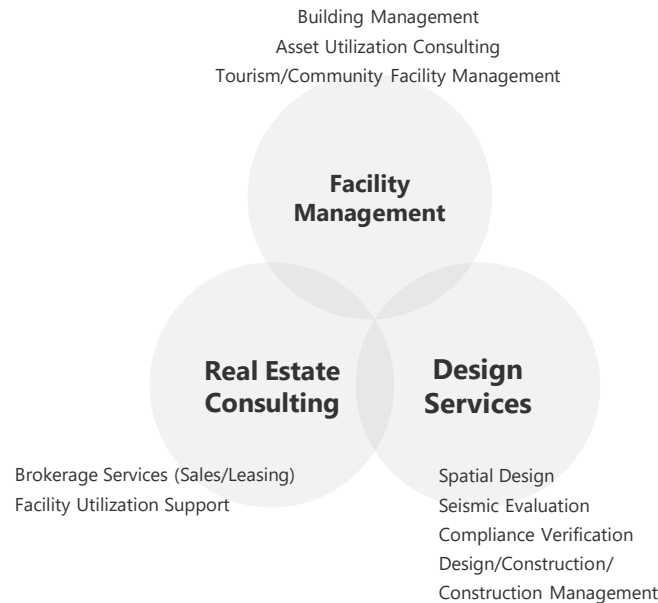 Building Management
Asset Utilization Consulting
Tourism/Community Facility Management
Facility
Management
Real Estate
Consulting
Design
Services
Brokerage Services (Sales/Leasing)
Facility Utilization Support
Spatial Design
Seismic Evaluation
Compliance Verification
Design/Construction/
Construction Management